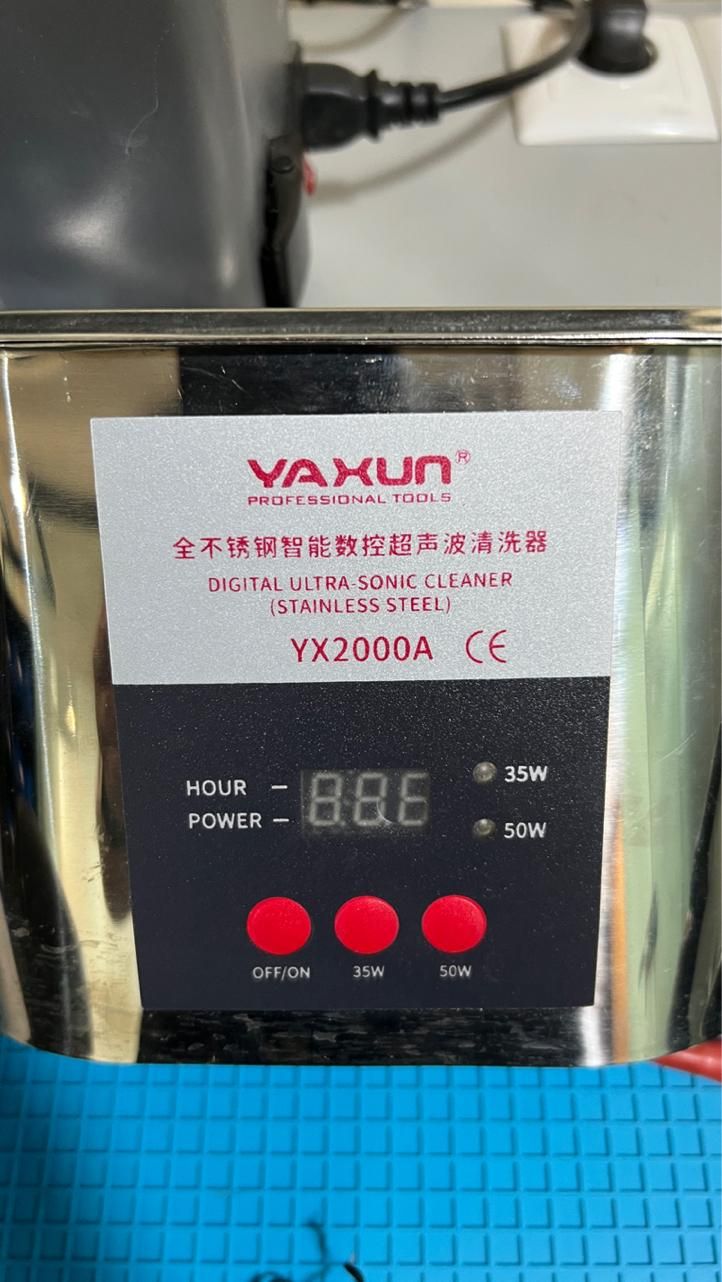 YAXUN®
PROFESSIONAL TOOLS
全不锈钢智能数控超声波清洗器
DIGITAL ULTRA-SONIC CLEANER
(STAINLESS STEEL)
YX2000A CE
HOUR –
POWER –
35W
50W
OFF/ON 35W 50W